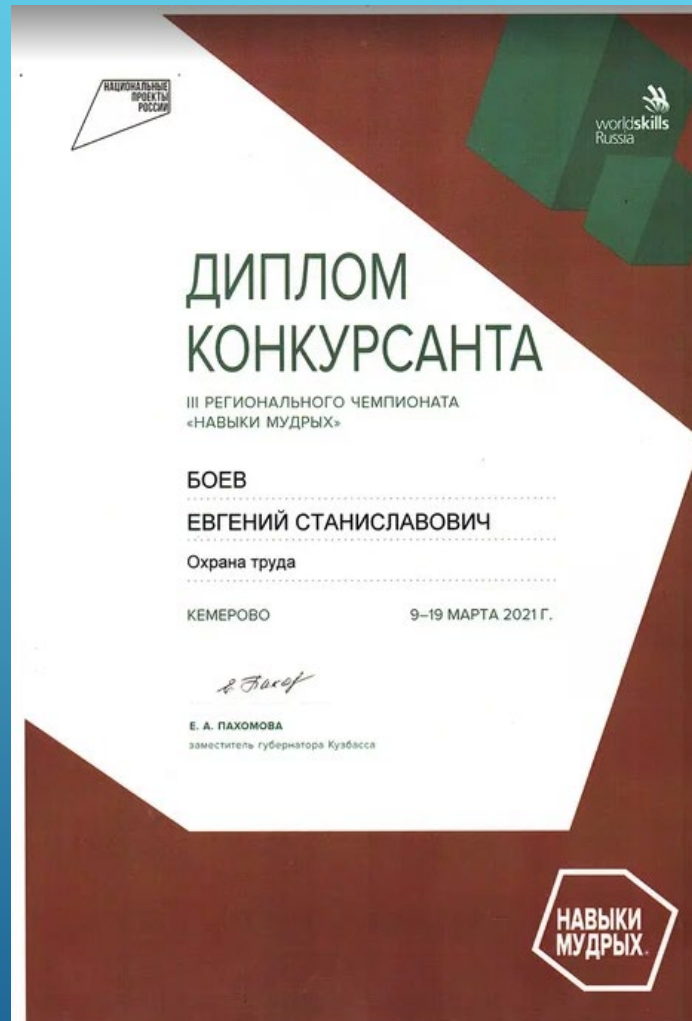 НАЦИОНАЛЬНЫЕ
ПРОЕКТЫ
РОССИИ
worldskills
Russia
ДИПЛОМ
КОНКУРСАНТА
III РЕГИОНАЛЬНОГО ЧЕМПИОНАТА
«НАВЫКИ МУДРЫХ»
БОЕВ
ЕВГЕНИЙ СТАНИСЛАВОВИЧ
Охрана труда
КЕМЕРОВО 9–19 МАРТА 2021 Г.
Е. А. ПАХОМОВА
заместитель губернатора Кузбасса
НАВЫКИ
МУДРЫХ